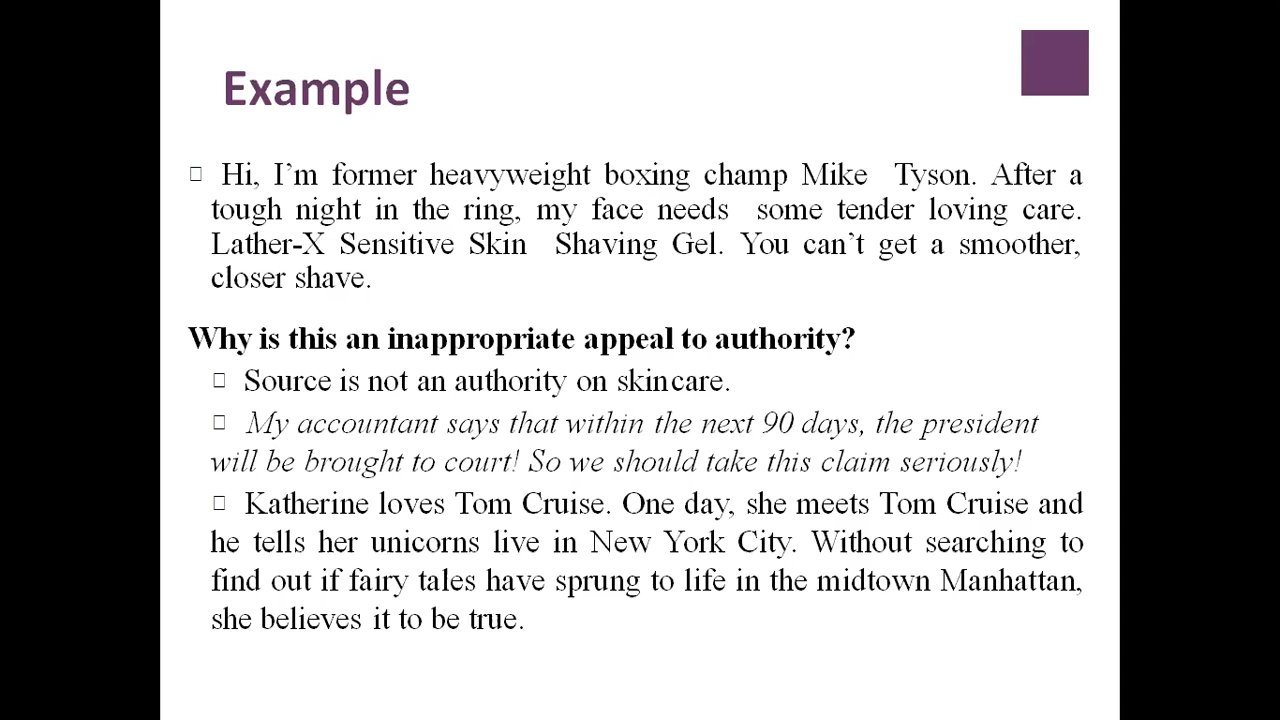 Example
Hi, I’m former heavyweight boxing champ Mike Tyson. After a
tough night in the ring, my face needs some tender loving care.
Lather-X Sensitive Skin Shaving Gel. You can’t get a smoother,
closer shave.
Why is this an inappropriate appeal to authority?
Source is not an authority on skincare.
My accountant says that within the next 90 days, the president
will be brought to court! So we should take this claim seriously!
Katherine loves Tom Cruise. One day, she meets Tom Cruise and
he tells her unicorns live in New York City. Without searching to
find out if fairy tales have sprung to life in the midtown Manhattan,
she believes it to be true.